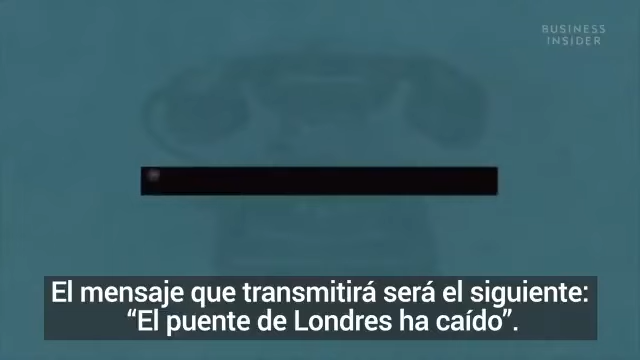 BUSINESS
INSIDER
El mensaje que transmitirá será el siguiente:
“El puente de Londres ha caído”.